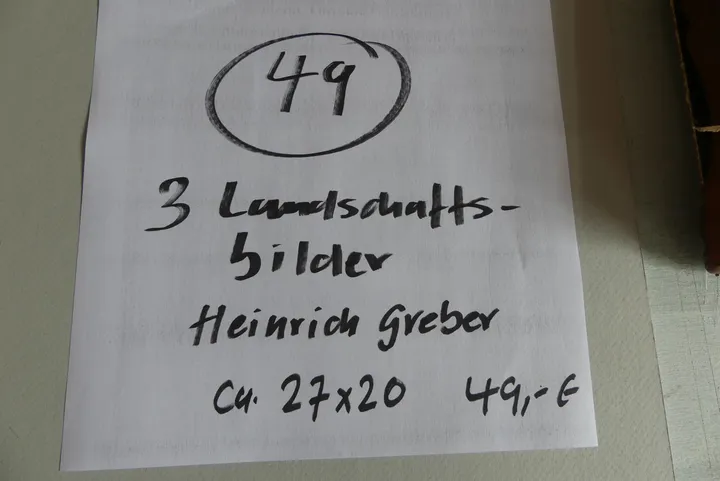 49
3 Landschafts-
bilder
Heinrich Greber
Ca. 27x20 49,- €